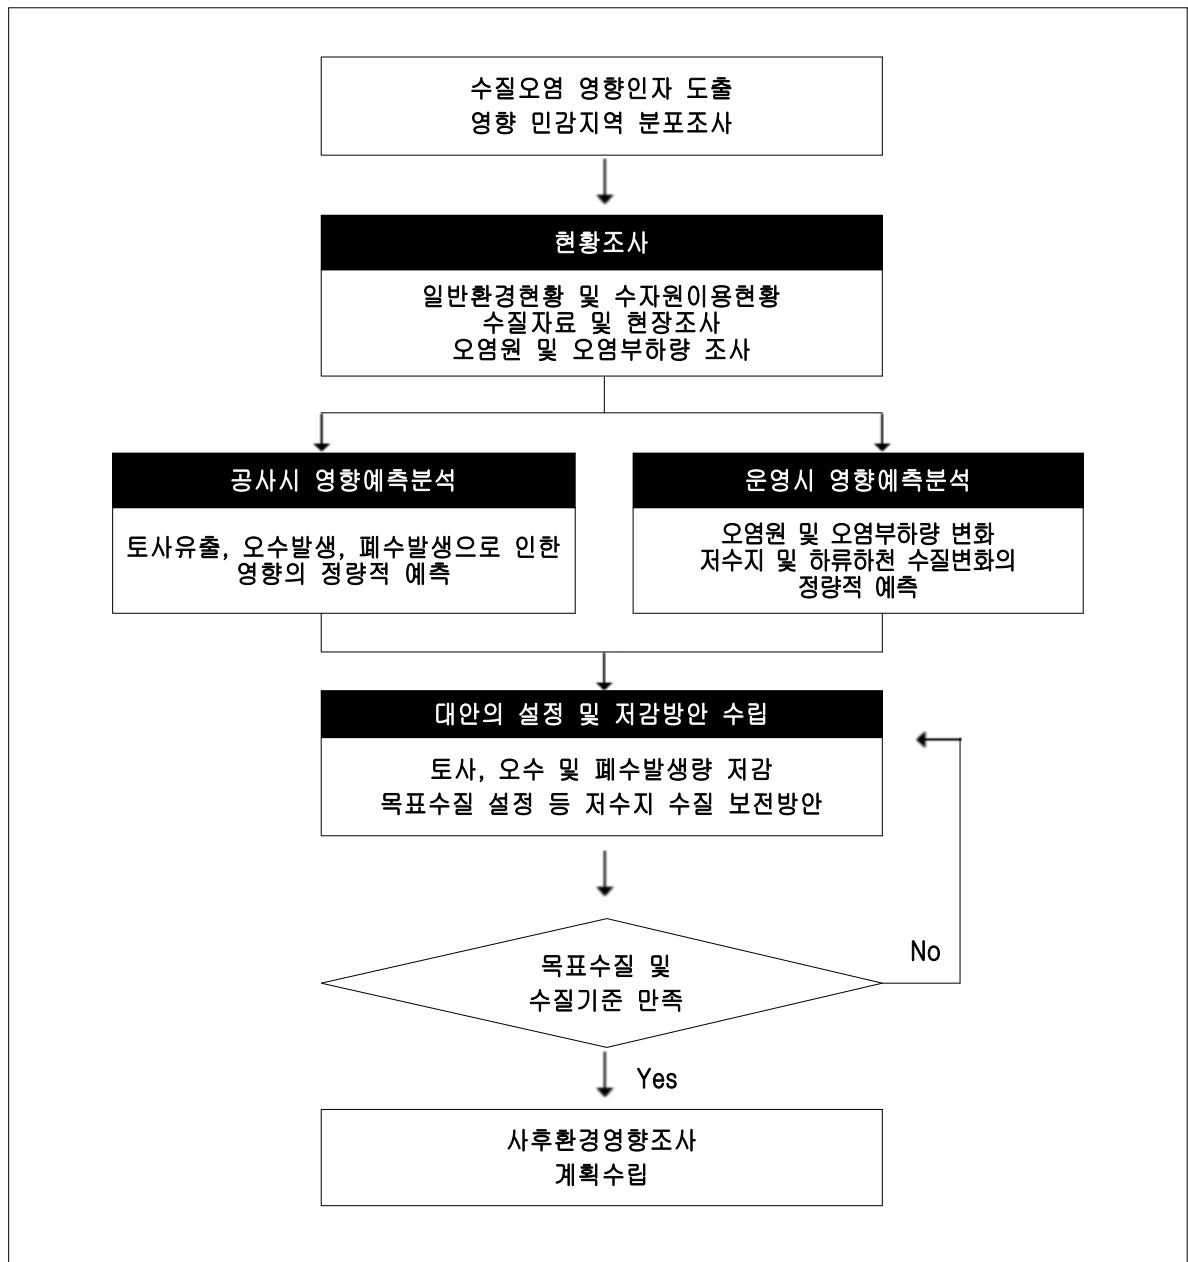 수질오염 영향인자 도출
영향 민감지역 분포조사
현황조사
일반환경현황 및 수자원이용현황
수질자료 및 현장조사
오염원 및 오염부하량 조사
공사시 영향예측분석
토사유출, 오수발생, 폐수발생으로 인한
영향의 정량적 예측
운영시 영향예측분석
오염원 및 오염부하량 변화
저수지 및 하류하천 수질변화의
정량적 예측
대안의 설정 및 저감방안 수립
토사, 오수 및 폐수발생량 저감
목표수질 설정 등 저수지 수질 보전방안
목표수질 및
수질기준 만족
No
Yes
사후환경영향조사
계획수립